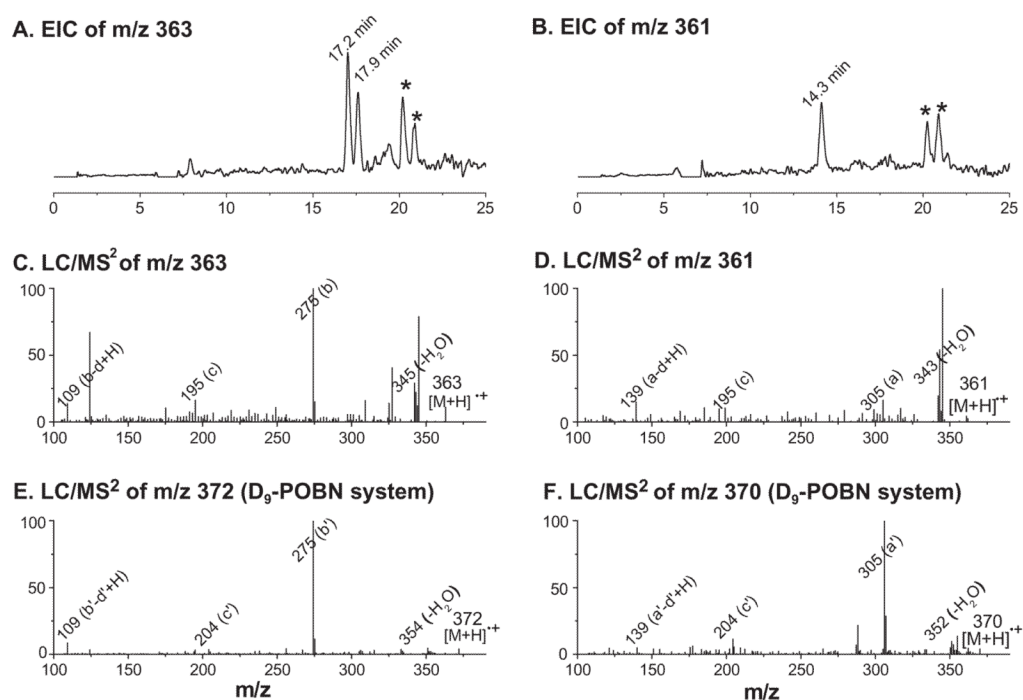 A. EIC of m/z 363
17.2 min
17.9 min
*
*
0 5 10 15 20 25
B. EIC of m/z 361
14.3 min
* *
0 5 10 15 20 25
C. LC/MS² of m/z 363
100
50
0
109 (b-d+H)
195 (c)
275 (b)
345 (-H₂O)
363
[M+H]·+
100 150 200 250 300 350
D. LC/MS² of m/z 361
100
50
0
139 (a-d+H)
195 (c)
305 (a)
343 (-H₂O)
361
[M+H]·+
100 150 200 250 300 350
E. LC/MS² of m/z 372 (D₉-POBN system)
100
50
0
109 (b'-d'+H)
204 (c')
275 (b')
354 (-H₂O)
372
[M+H]·+
100 150 200 250 300 350
m/z
F. LC/MS² of m/z 370 (D₉-POBN system)
100
50
0
139 (a'-d'+H)
204 (c')
305 (a')
352 (-H₂O)
370
[M+H]·+
100 150 200 250 300 350
m/z